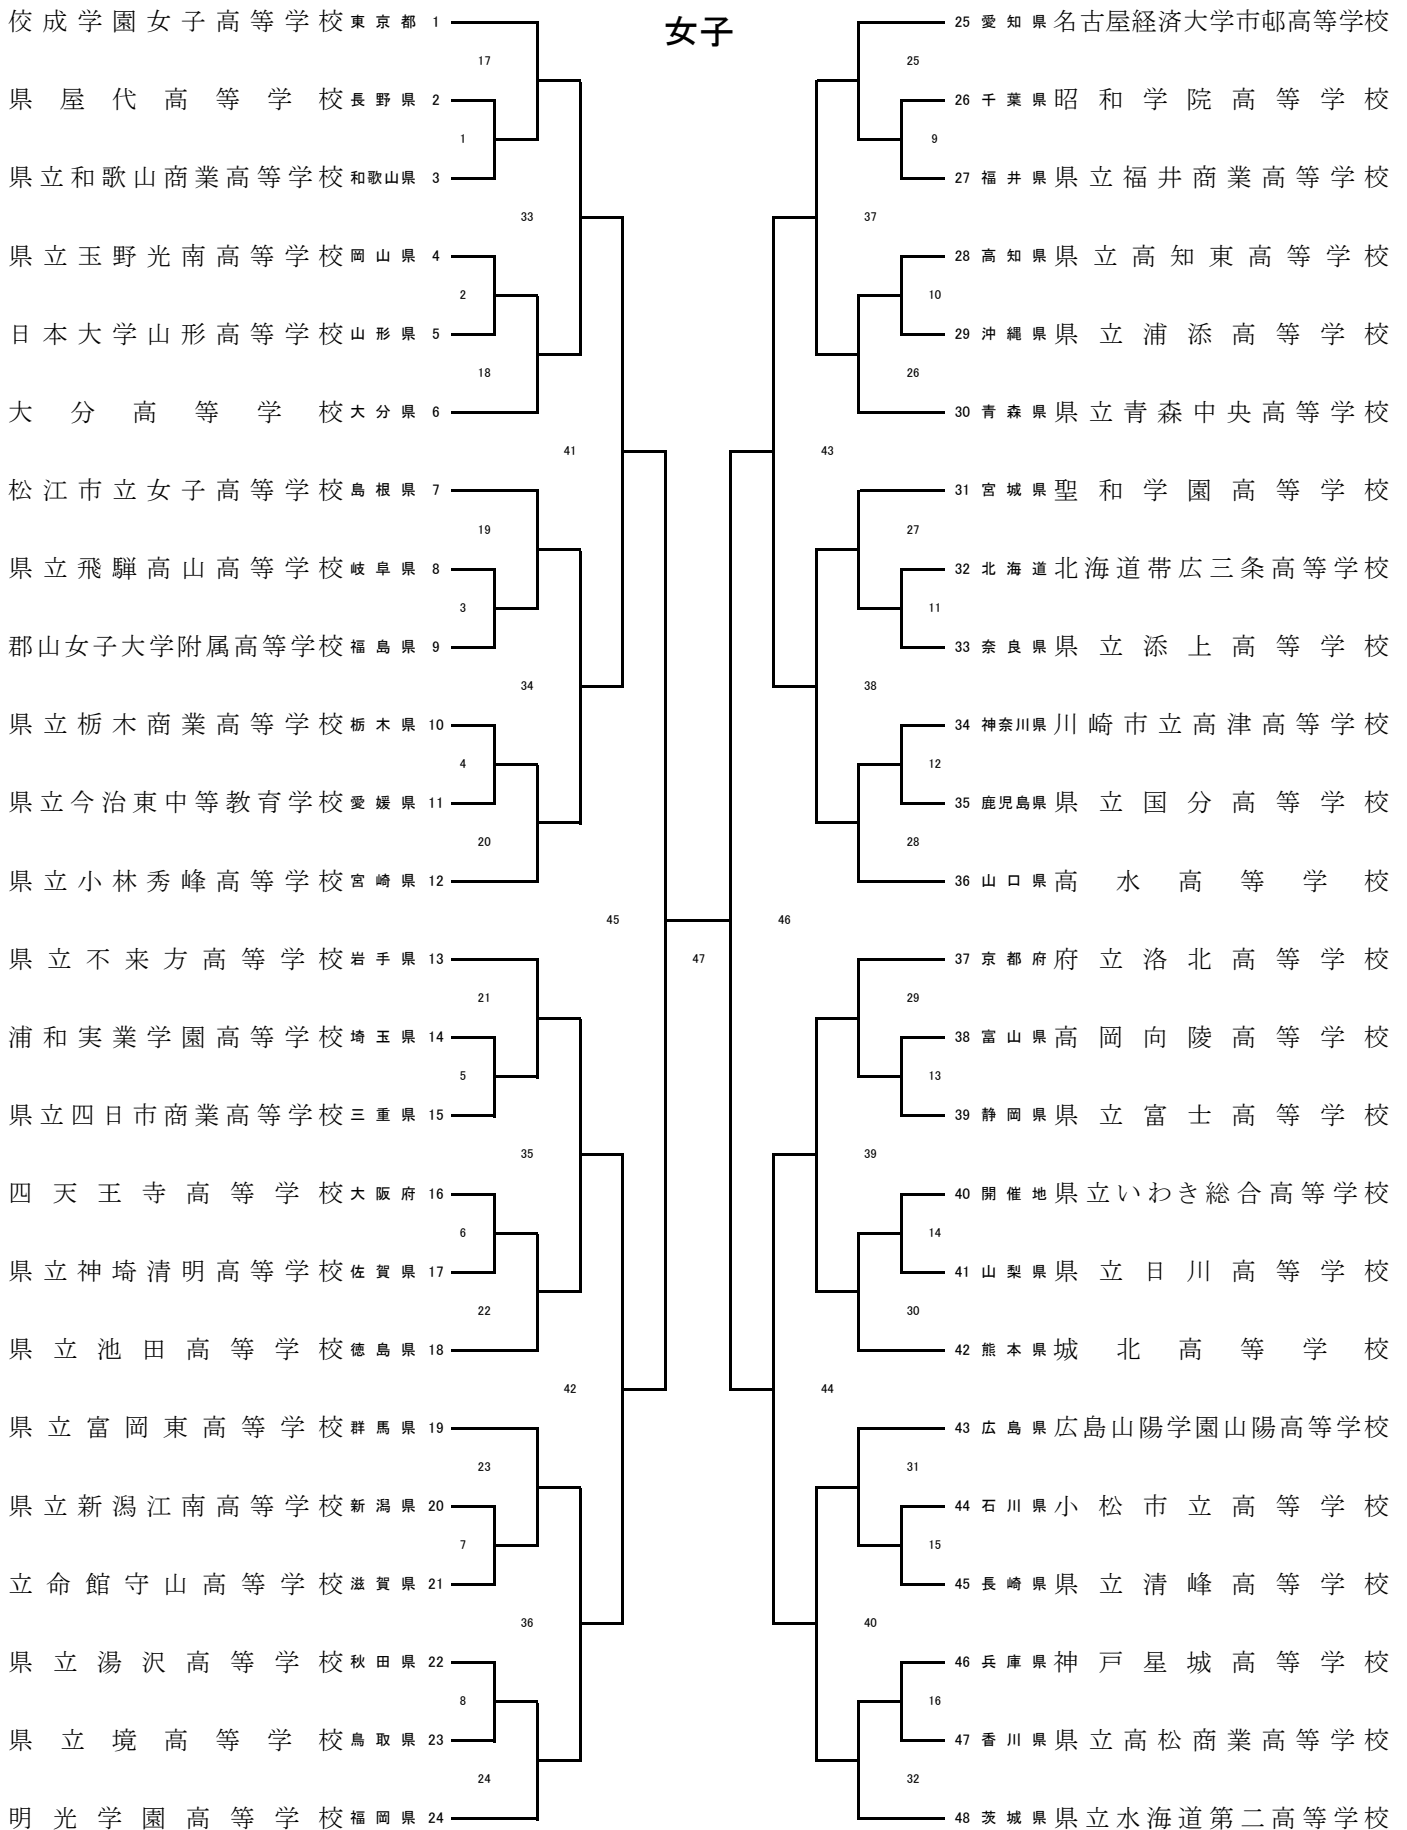 女子
佼成学園女子高等学校 東京都 1
17
県屋代高等学校 長野県 2
1
県立和歌山商業高等学校 和歌山県 3
33
県立玉野光南高等学校 岡山県 4
2
日本大学山形高等学校 山形県 5
18
大分高等学校 大分県 6
41
松江市立女子高等学校 島根県 7
19
県立飛騨高山高等学校 岐阜県 8
3
郡山女子大学附属高等学校 福島県 9
34
県立栃木商業高等学校 栃木県 10
4
県立今治東中等教育学校 愛媛県 11
20
県立小林秀峰高等学校 宮崎県 12
45
県立不来方高等学校 岩手県 13
21
浦和実業学園高等学校 埼玉県 14
5
県立四日市商業高等学校 三重県 15
35
四天王寺高等学校 大阪府 16
6
県立神埼清明高等学校 佐賀県 17
22
県立池田高等学校 徳島県 18
42
県立富岡東高等学校 群馬県 19
23
県立新潟江南高等学校 新潟県 20
7
立命館守山高等学校 滋賀県 21
36
県立湯沢高等学校 秋田県 22
8
県立境高等学校 鳥取県 23
24
明光学園高等学校 福岡県 24
47
25 愛知県 名古屋経済大学市邨高等学校
25
26 千葉県 昭和学院高等学校
9
27 福井県 県立福井商業高等学校
37
28 高知県 県立高知東高等学校
10
29 沖縄県 県立浦添高等学校
26
30 青森県 県立青森中央高等学校
43
31 宮城県 聖和学園高等学校
27
32 北海道 北海道帯広三条高等学校
11
33 奈良県 県立添上高等学校
38
34 神奈川県 川崎市立高津高等学校
12
35 鹿児島県 県立国分高等学校
28
36 山口県 高水高等学校
46
37 京都府 府立洛北高等学校
29
38 富山県 高岡向陵高等学校
13
39 静岡県 県立富士高等学校
39
40 開催地 県立いわき総合高等学校
14
41 山梨県 県立日川高等学校
30
42 熊本県 城北高等学校
44
43 広島県 広島山陽学園山陽高等学校
31
44 石川県 小松市立高等学校
15
45 長崎県 県立清峰高等学校
40
46 兵庫県 神戸星城高等学校
16
47 香川県 県立高松商業高等学校
32
48 茨城県 県立水海道第二高等学校